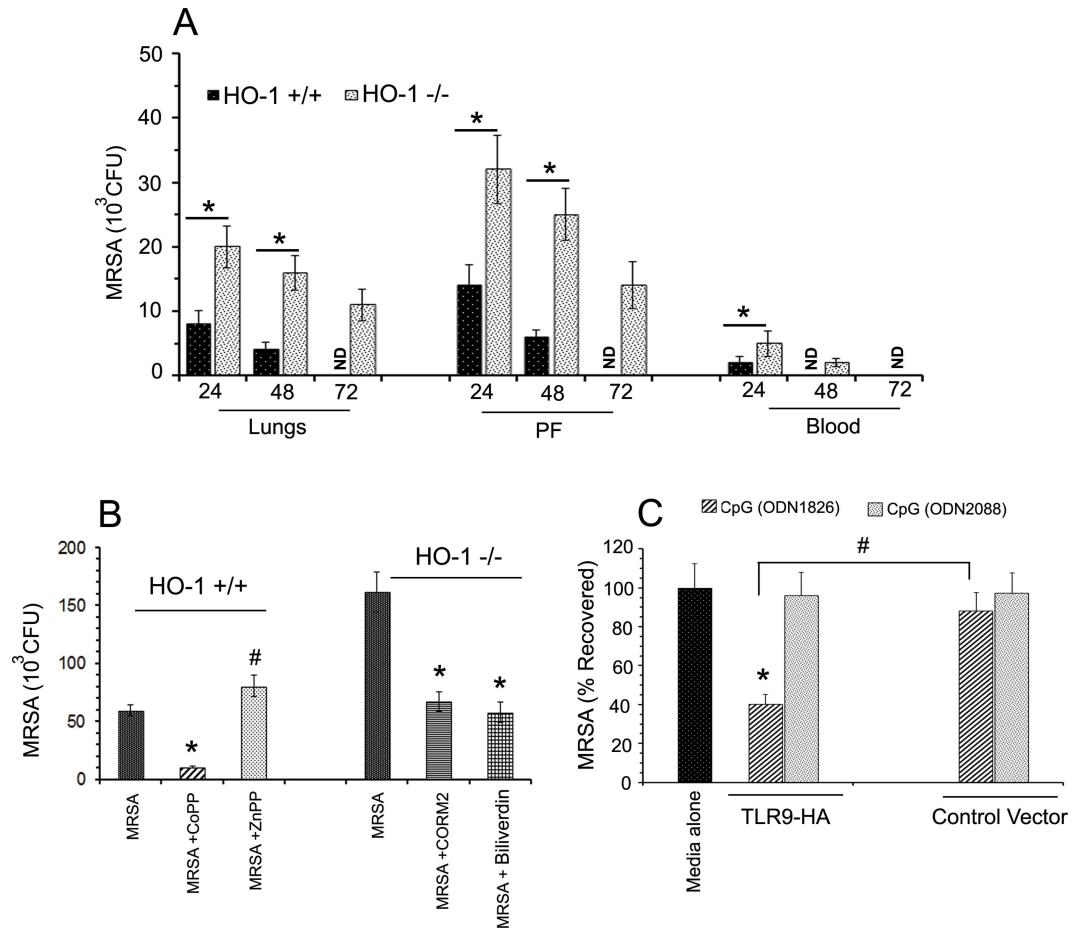 A
50
40
30
20
10
0
MRSA (10³CFU)
HO-1 +/+
HO-1 -/-
*
*
*
*
*
ND
ND
ND
ND
24
48
72
24
48
72
24
48
72
Lungs
PF
Blood
B
200
150
100
50
0
MRSA (10³CFU)
HO-1 +/+
HO-1 -/-
*
#
*
*
MRSA
MRSA +CoPP
MRSA +ZnPP
MRSA
MRSA +CORM2
MRSA + Biliverdin
C
CpG (ODN1826)
CpG (ODN2088)
120
100
80
60
40
20
0
MRSA (% Recovered)
#
*
Media alone
TLR9-HA
Control Vector